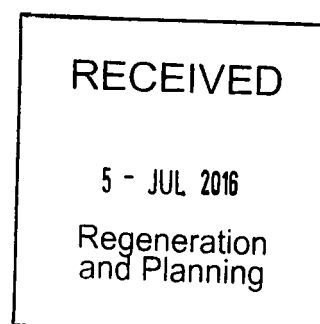 RECEIVED
5 - JUL 2016
Regeneration
and Planning